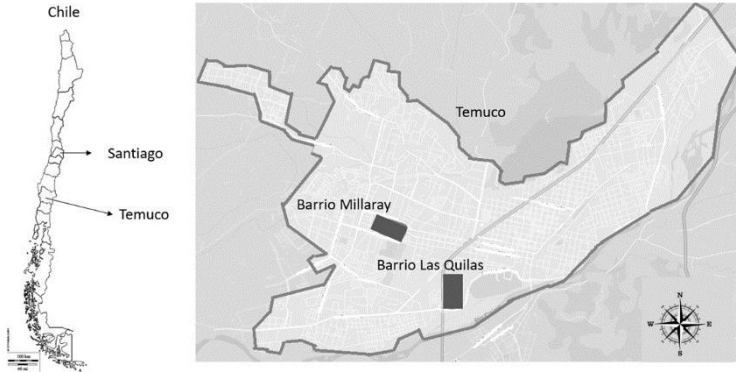 Chile
Santiago
Temuco
Temuco
Barrio Millaray
Barrio Las Quilas
N
W E
S